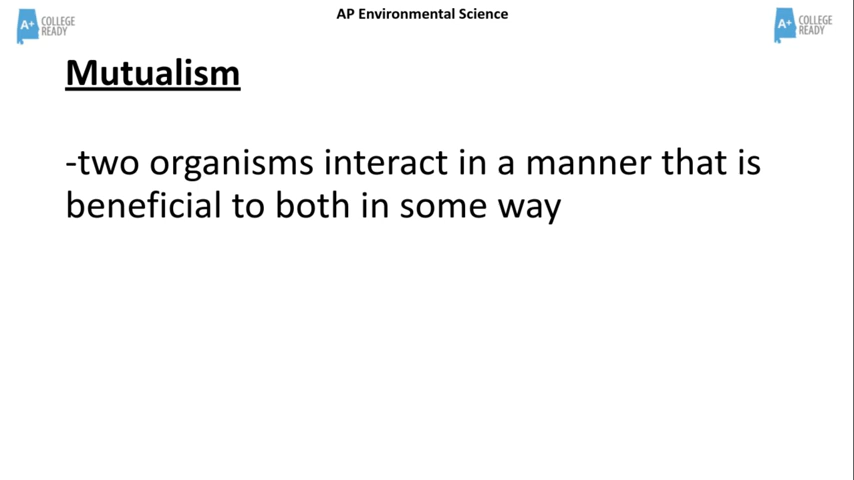 AP Environmental Science
A+ COLLEGE
READY
A+ COLLEGE
READY
Mutualism
-two organisms interact in a manner that is
beneficial to both in some way